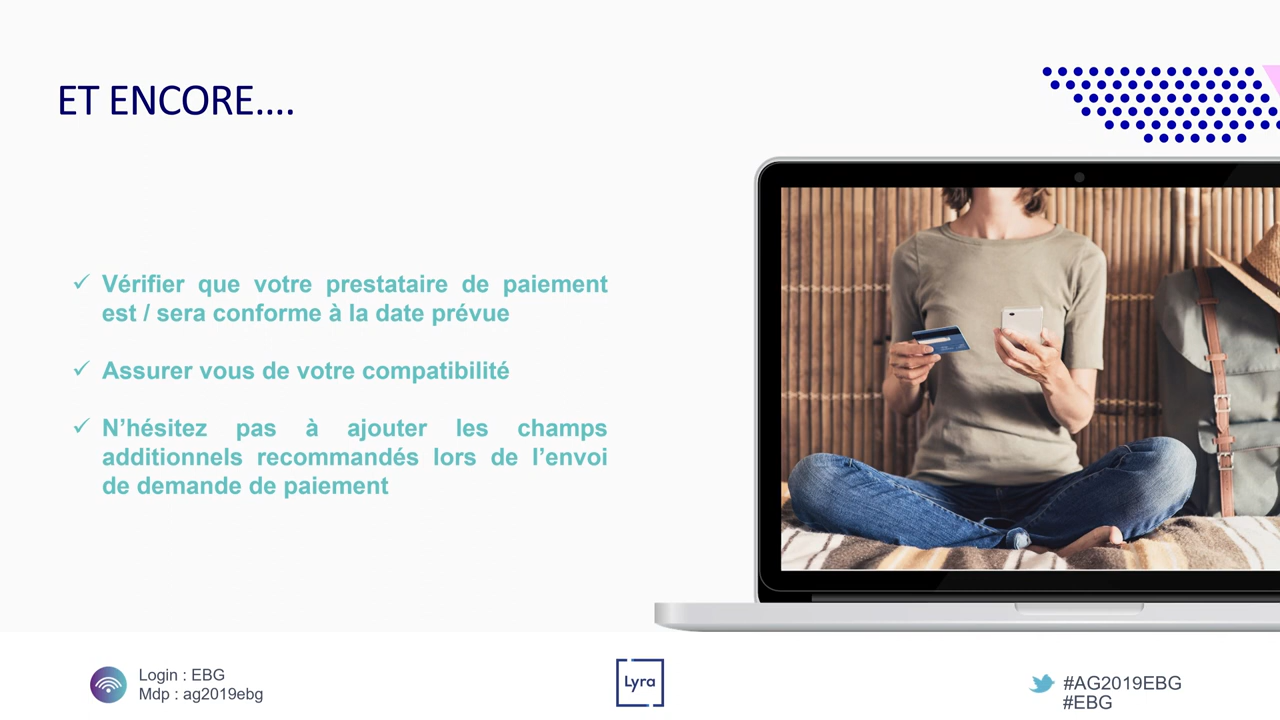 ET ENCORE....
✓ Vérifier que votre prestataire de paiement
est / sera conforme à la date prévue
✓ Assurer vous de votre compatibilité
✓ N’hésitez pas à ajouter les champs
additionnels recommandés lors de l’envoi
de demande de paiement
Login : EBG
Mdp : ag2019ebg
Lyra
#AG2019EBG
#EBG